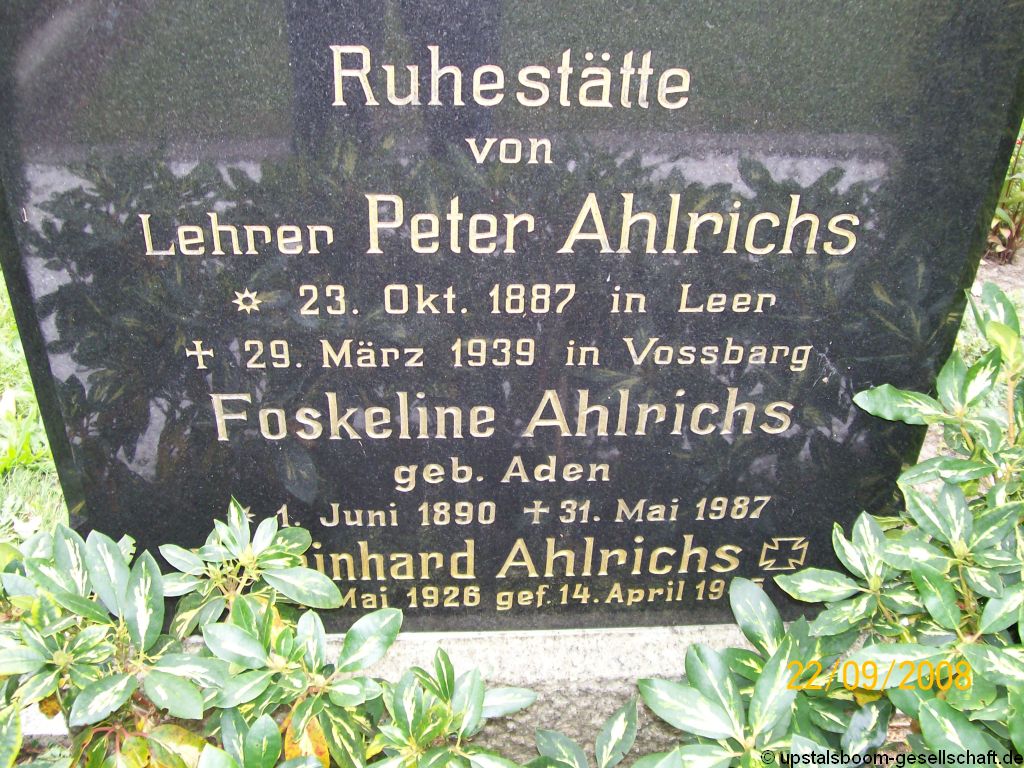 Ruhestätte
von
Lehrer Peter Ahlrichs
23. Okt. 1887 in Leer
29. März 1939 in Vossbarg
Foskeline Ahlrichs
geb. Aden
1. Juni 1890 31. Mai 1987
Ahlrichs
Mai 1926 gef. 14. April
22/09/2008
© upstalsboom-gesellschaft.de